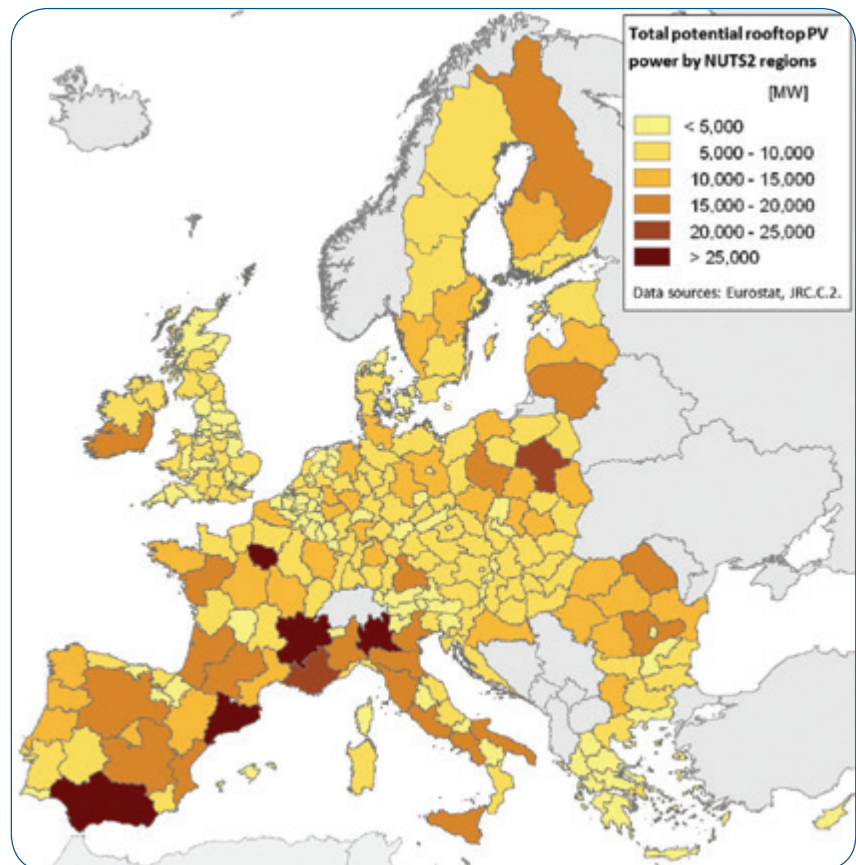 Total potential rooftop PV
power by NUTS2 regions
[MW]
< 5,000
5,000 - 10,000
10,000 - 15,000
15,000 - 20,000
20,000 - 25,000
> 25,000
Data sources: Eurostat, JRC.C.2.